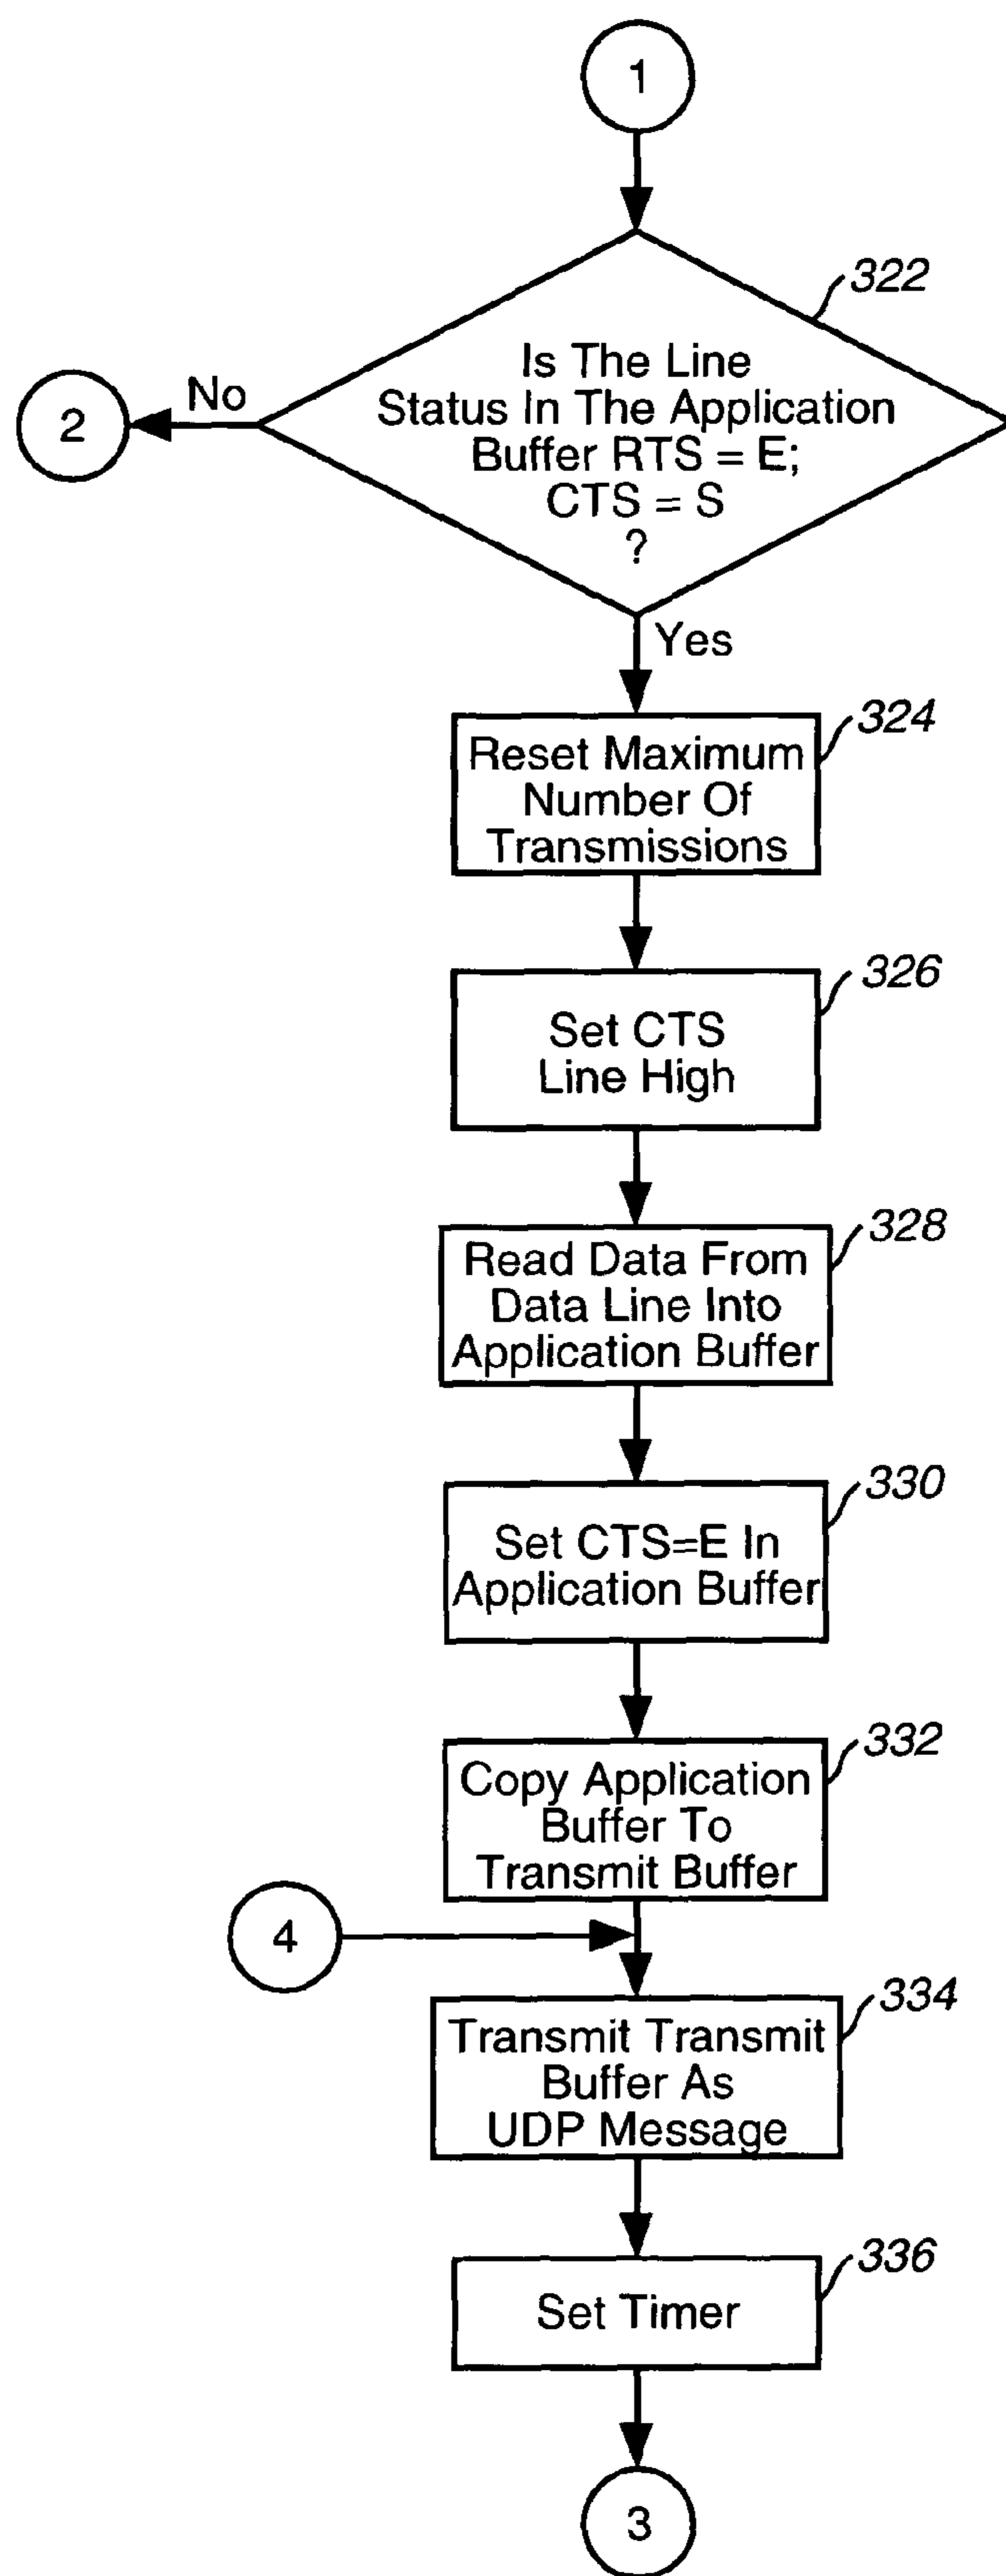 1
322
Is The Line
Status In The Application
Buffer RTS = E;
CTS = S
?
No
2
Yes
324
Reset Maximum
Number Of
Transmissions
326
Set CTS
Line High
328
Read Data From
Data Line Into
Application Buffer
330
Set CTS=E In
Application Buffer
332
Copy Application
Buffer To
Transmit Buffer
4
334
Transmit Transmit
Buffer As
UDP Message
336
Set Timer
3